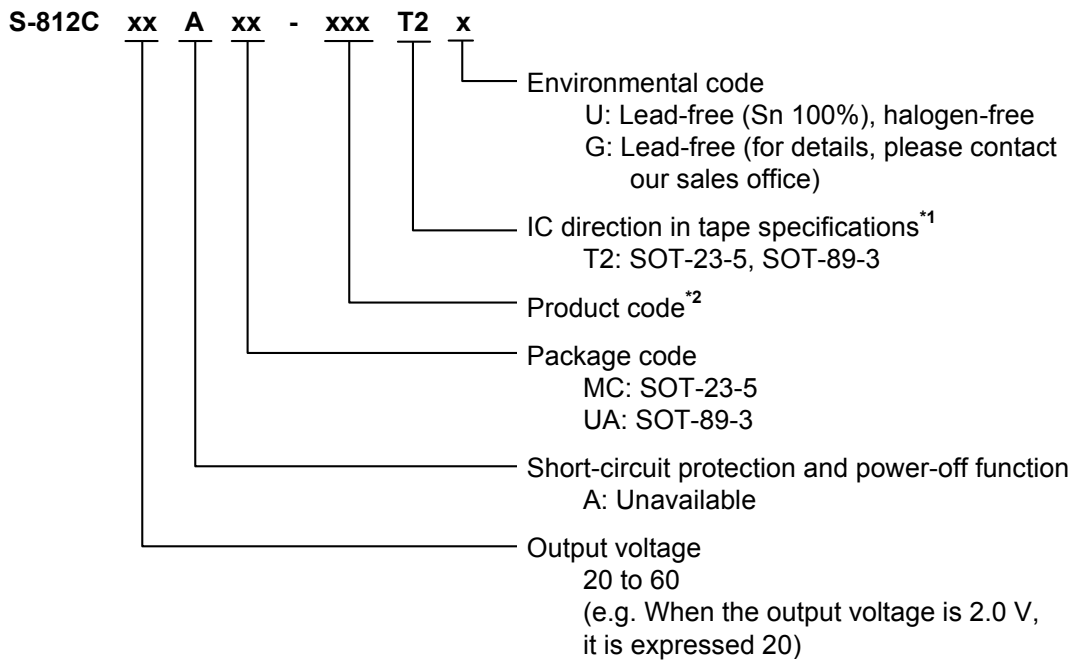 S-812C xx A xx - xxx T2 x
Environmental code
U: Lead-free (Sn 100%), halogen-free
G: Lead-free (for details, please contact
our sales office)
IC direction in tape specifications*1
T2: SOT-23-5, SOT-89-3
Product code*2
Package code
MC: SOT-23-5
UA: SOT-89-3
Short-circuit protection and power-off function
A: Unavailable
Output voltage
20 to 60
(e.g. When the output voltage is 2.0 V,
it is expressed 20)